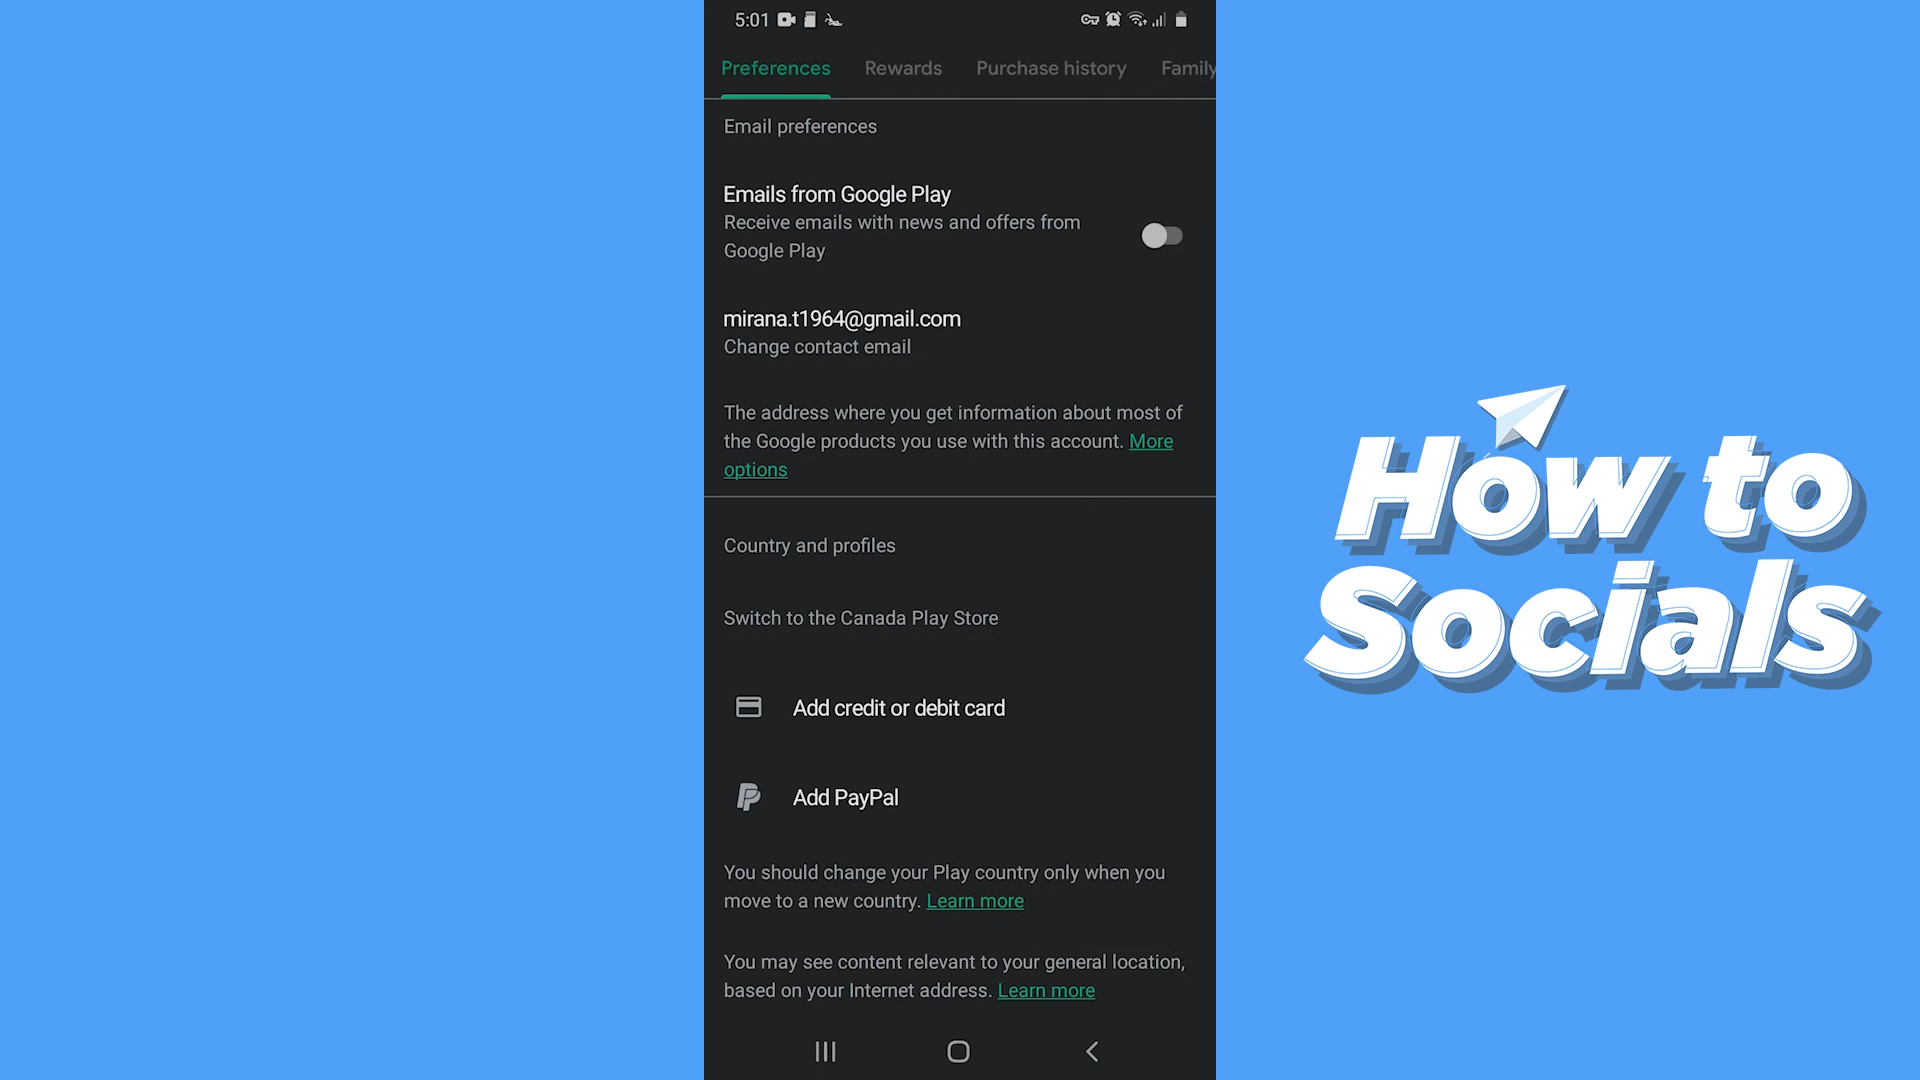 5:01
Preferences Rewards Purchase history Family
Email preferences
Emails from Google Play
Receive emails with news and offers from
Google Play
mirana.t1964@gmail.com
Change contact email
The address where you get information about most of
the Google products you use with this account. More
options
Country and profiles
Switch to the Canada Play Store
Add credit or debit card
Add PayPal
You should change your Play country only when you
move to a new country. Learn more
You may see content relevant to your general location,
based on your Internet address. Learn more
How to
Socials